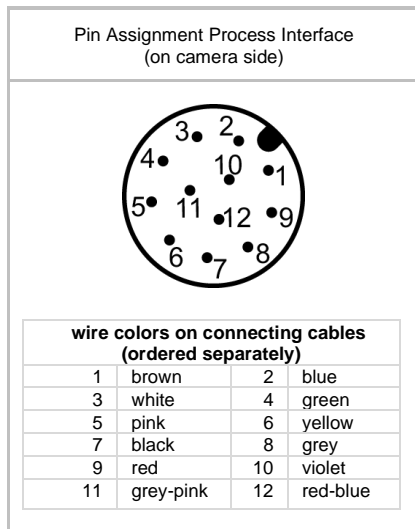 Pin Assignment Process Interface
(on camera side)
3 2
4 10 1
5 11 12 9
6 7 8
wire colors on connecting cables
(ordered separately)
1 brown 2 blue
3 white 4 green
5 pink 6 yellow
7 black 8 grey
9 red 10 violet
11 grey-pink 12 red-blue